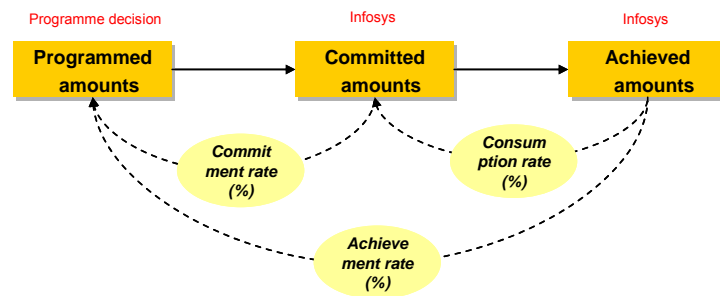 Programme decision
Infosys
Infosys
Programmed
amounts
Committed
amounts
Achieved
amounts
Commit
ment rate
(%)
Consum
ption rate
(%)
Achieve
ment rate
(%)